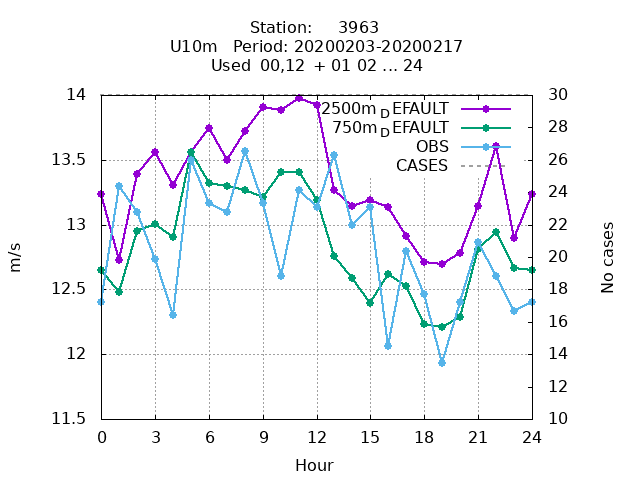 Station: 3963
U10m Period: 20200203-20200217
Used 00,12 + 01 02 ... 24
14 30
2500m_DEFAULT
750m_DEFAULT
OBS
CASES
28
13.5 26
24
13 22
20
12.5 18
16
12 14
12
11.5 10
m/s
No cases
0 3 6 9 12 15 18 21 24
Hour